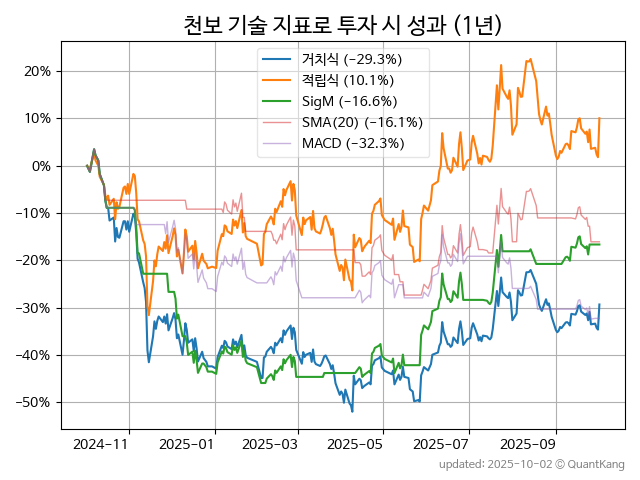 천보 기술 지표로 투자 시 성과 (1년)
거치식 (−29.3%)
적립식 (10.1%)
SigM (−16.6%)
SMA(20) (−16.1%)
MACD (−32.3%)
20%
10%
0%
−10%
−20%
−30%
−40%
−50%
2024-11 2025-01 2025-03 2025-05 2025-07 2025-09
updated: 2025-10-02 © QuantKang